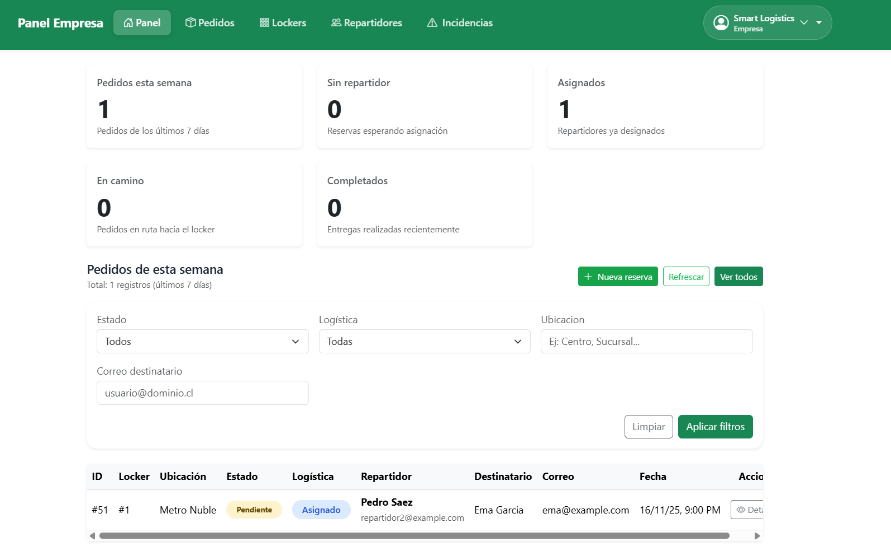 Panel Empresa Panel Pedidos Lockers Repartidores Incidencias Smart Logistics
Empresa
Pedidos esta semana Sin repartidor Asignados
1 0 1
Pedidos de los últimos 7 días Reservas esperando asignación Repartidores ya designados
En camino Completados
0 0
Pedidos en ruta hacia el locker Entregas realizadas recientemente
Pedidos de esta semana
Total: 1 registros (últimos 7 días)
+ Nueva reserva Refrescar Ver todos
Estado Logística Ubicacion
Todos Todas Ej: Centro, Sucursal...
Correo destinatario
usuario@dominio.cl
Limpiar Aplicar filtros
ID Locker Ubicación Estado Logística Repartidor Destinatario Correo Fecha Accio
#51 #1 Metro Nuble Pendiente Asignado Pedro Saez Ema Garcia ema@example.com 16/11/25, 9:00 PM Deta
repartidor2@example.com